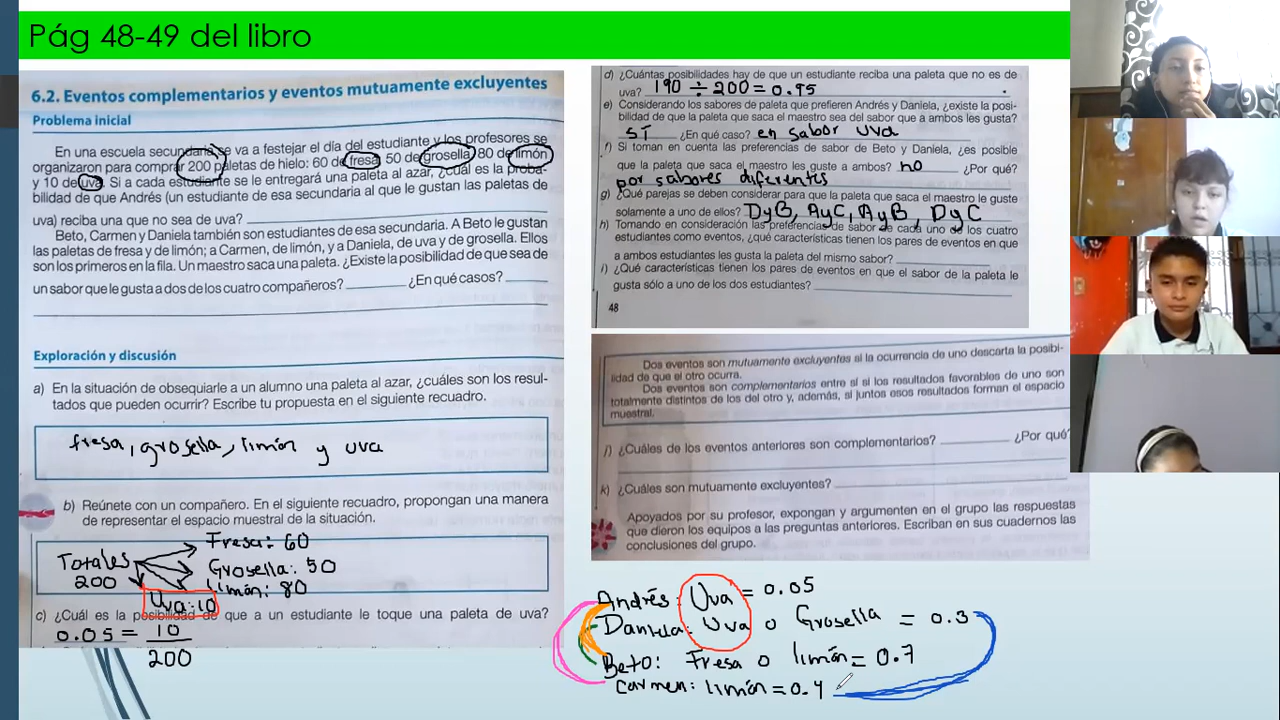 Pág 48-49 del libro
6.2. Eventos complementarios y eventos mutuamente excluyentes
Problema inicial
En una escuela secundaria se va a festejar el día del estudiante y los profesores se
organizaron para comprar 200 paletas de hielo: 60 de fresa, 50 de grosella, 80 de limón
y 10 de uva. Si a cada estudiante se le entregará una paleta al azar, ¿cuál es la proba-
bilidad de que Andrés (un estudiante de esa secundaria al que le gustan las paletas de
uva) reciba una que no sea de uva?
Beto, Carmen y Daniela también son estudiantes de esa secundaria. A Beto le gustan
las paletas de fresa y de limón; a Carmen, de limón, y a Daniela, de uva y de grosella. Ellos
son los primeros en la fila. Un maestro saca una paleta. ¿Existe la posibilidad de que sea de
un sabor que le gusta a dos de los cuatro compañeros? ¿En qué casos?
Exploración y discusión
a) En la situación de obsequiarle a un alumno una paleta al azar, ¿cuáles son los resul-
tados que pueden ocurrir? Escribe tu propuesta en el siguiente recuadro.
fresa, grosella, limón y uva
b) Reúnete con un compañero. En el siguiente recuadro, propongan una manera
de representar el espacio muestral de la situación.
Totales
200
Fresa: 60
Grosella: 50
Limón: 80
Uva: 10
c) ¿Cuál es la posibilidad de que a un estudiante le toque una paleta de uva?
0.05 = 10
200
d) ¿Cuántas posibilidades hay de que un estudiante reciba una paleta que no es de
uva? 190 ÷ 200 = 0.95
e) Considerando los sabores de paleta que prefieren Andrés y Daniela, ¿existe la posi-
bilidad de que la paleta que saca el maestro sea del sabor que a ambos les gusta?
Sí ¿En qué caso? en sabor uva
f) Si toman en cuenta las preferencias de sabor de Beto y Daniela, ¿es posible
que la paleta que saca el maestro les guste a ambos? no ¿Por qué?
por sabores diferentes
g) ¿Qué parejas se deben considerar para que la paleta que saca el maestro le guste
solamente a uno de ellos? DyB, AyC, AyB, DyC
h) Tomando en consideración las preferencias de sabor de cada uno de los cuatro
estudiantes como eventos, ¿qué características tienen los pares de eventos en que
a ambos estudiantes les gusta la paleta del mismo sabor?
i) ¿Qué características tienen los pares de eventos en que el sabor de la paleta le
gusta sólo a uno de los dos estudiantes?
48
Dos eventos son mutuamente excluyentes si la ocurrencia de uno descarta la posibi-
lidad de que el otro ocurra.
Dos eventos son complementarios entre sí si los resultados favorables de uno son
totalmente distintos de los del otro y, además, si juntos esos resultados forman el espacio
muestral.
j) ¿Cuáles de los eventos anteriores son complementarios? ¿Por qué?
k) ¿Cuáles son mutuamente excluyentes?
Apoyados por su profesor, expongan y argumenten en el grupo las respuestas
que dieron los equipos a las preguntas anteriores. Escriban en sus cuadernos las
conclusiones del grupo.
Andrés: Uva = 0.05
Daniela: Uva o Grosella = 0.3
Beto: Fresa o limón = 0.7
Carmen: limón = 0.4